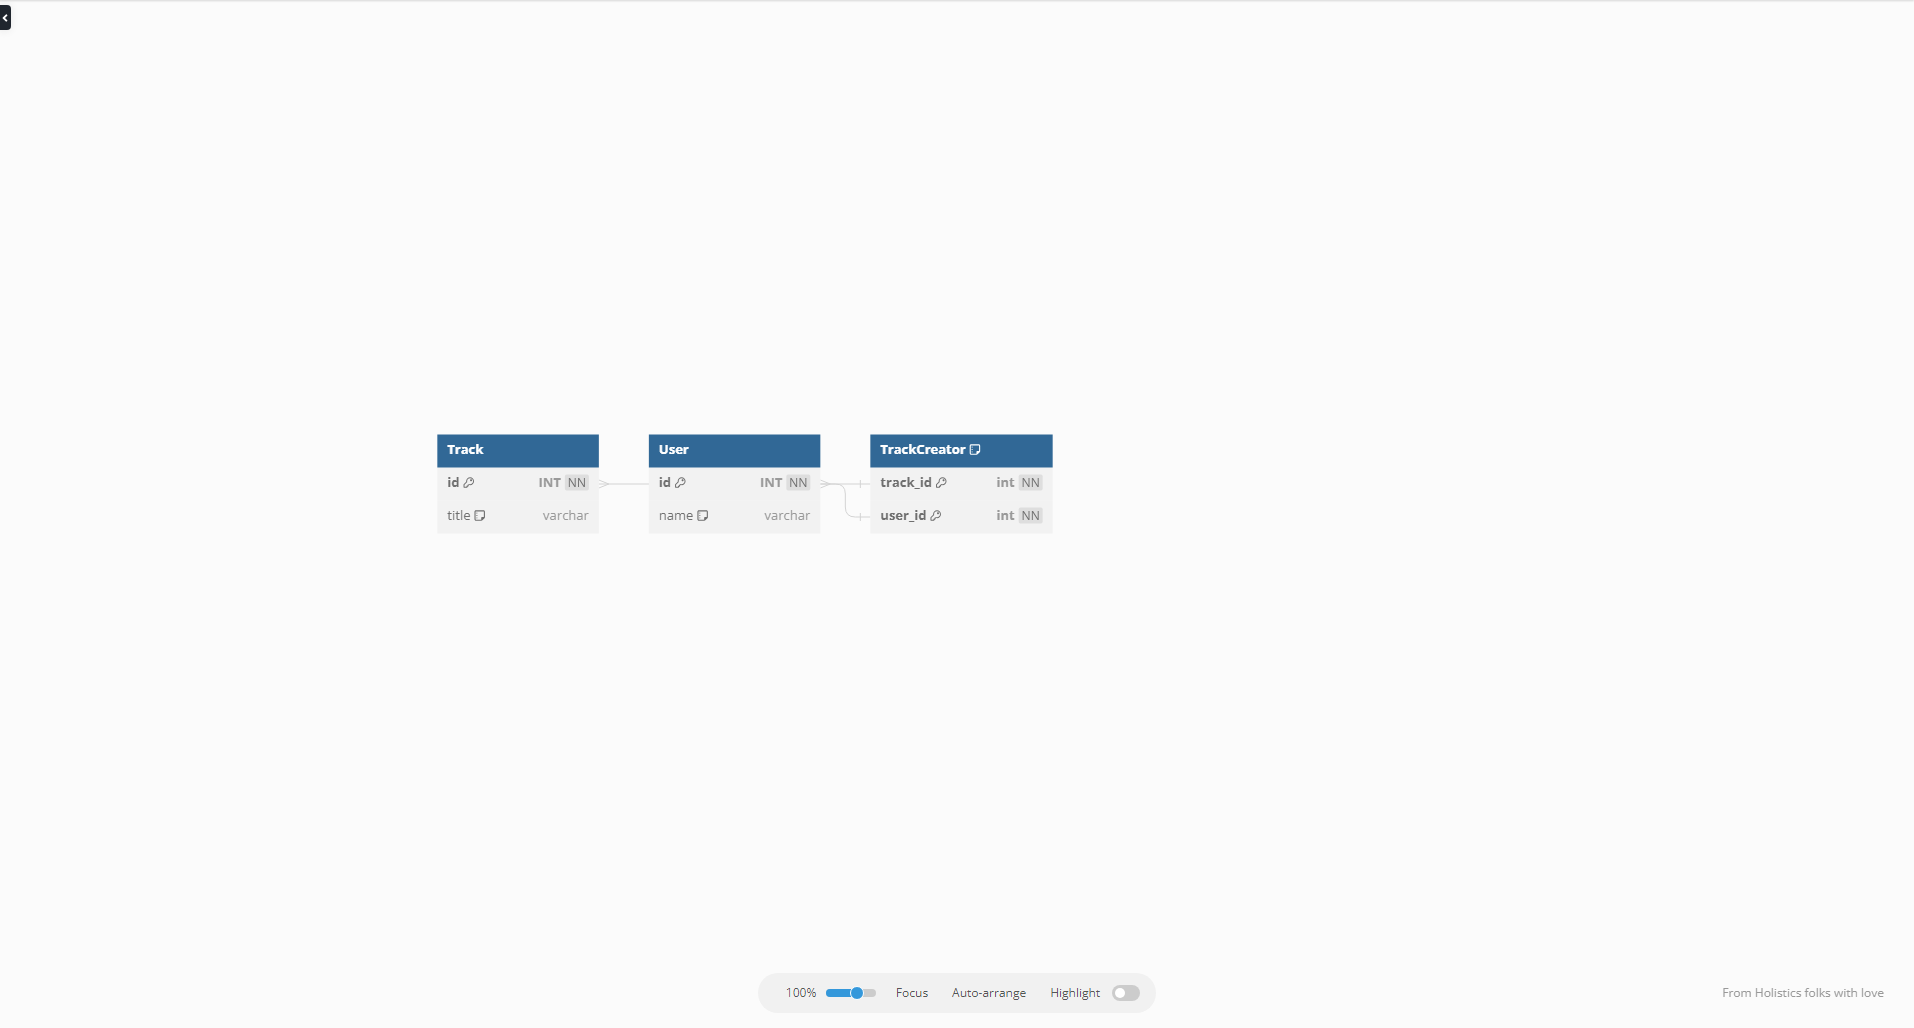 Track
id INT NN
title varchar
User
id INT NN
name varchar
TrackCreator
track_id int NN
user_id int NN
100% Focus Auto-arrange Highlight
From Holistics folks with love